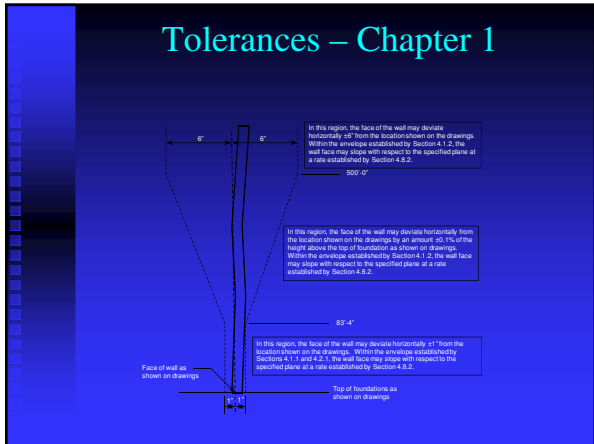 Tolerances – Chapter 1
6"
6"
In this region, the face of the wall may deviate
horizontally ±6" from the location shown on the drawings.
Within the envelope established by Section 4.1.2, the
wall face may slope with respect to the specified plane at
a rate established by Section 4.8.2.
500'-0"
In this region, the face of the wall may deviate horizontally from
the location shown on the drawings by an amount ±0.1% of the
height above the top of foundation as shown on drawings.
Within the envelope established by Section 4.1.2, the wall face
may slope with respect to the specified plane at a rate
established by Section 4.8.2.
83'-4"
In this region, the face of the wall may deviate horizontally ±1" from the
location shown on the drawings. Within the envelope established by
Sections 4.1.1 and 4.2.1, the wall face may slope with respect to the
specified plane at a rate established by Section 4.8.2.
Face of wall as
shown on drawings
Top of foundations as
shown on drawings
1"
1"